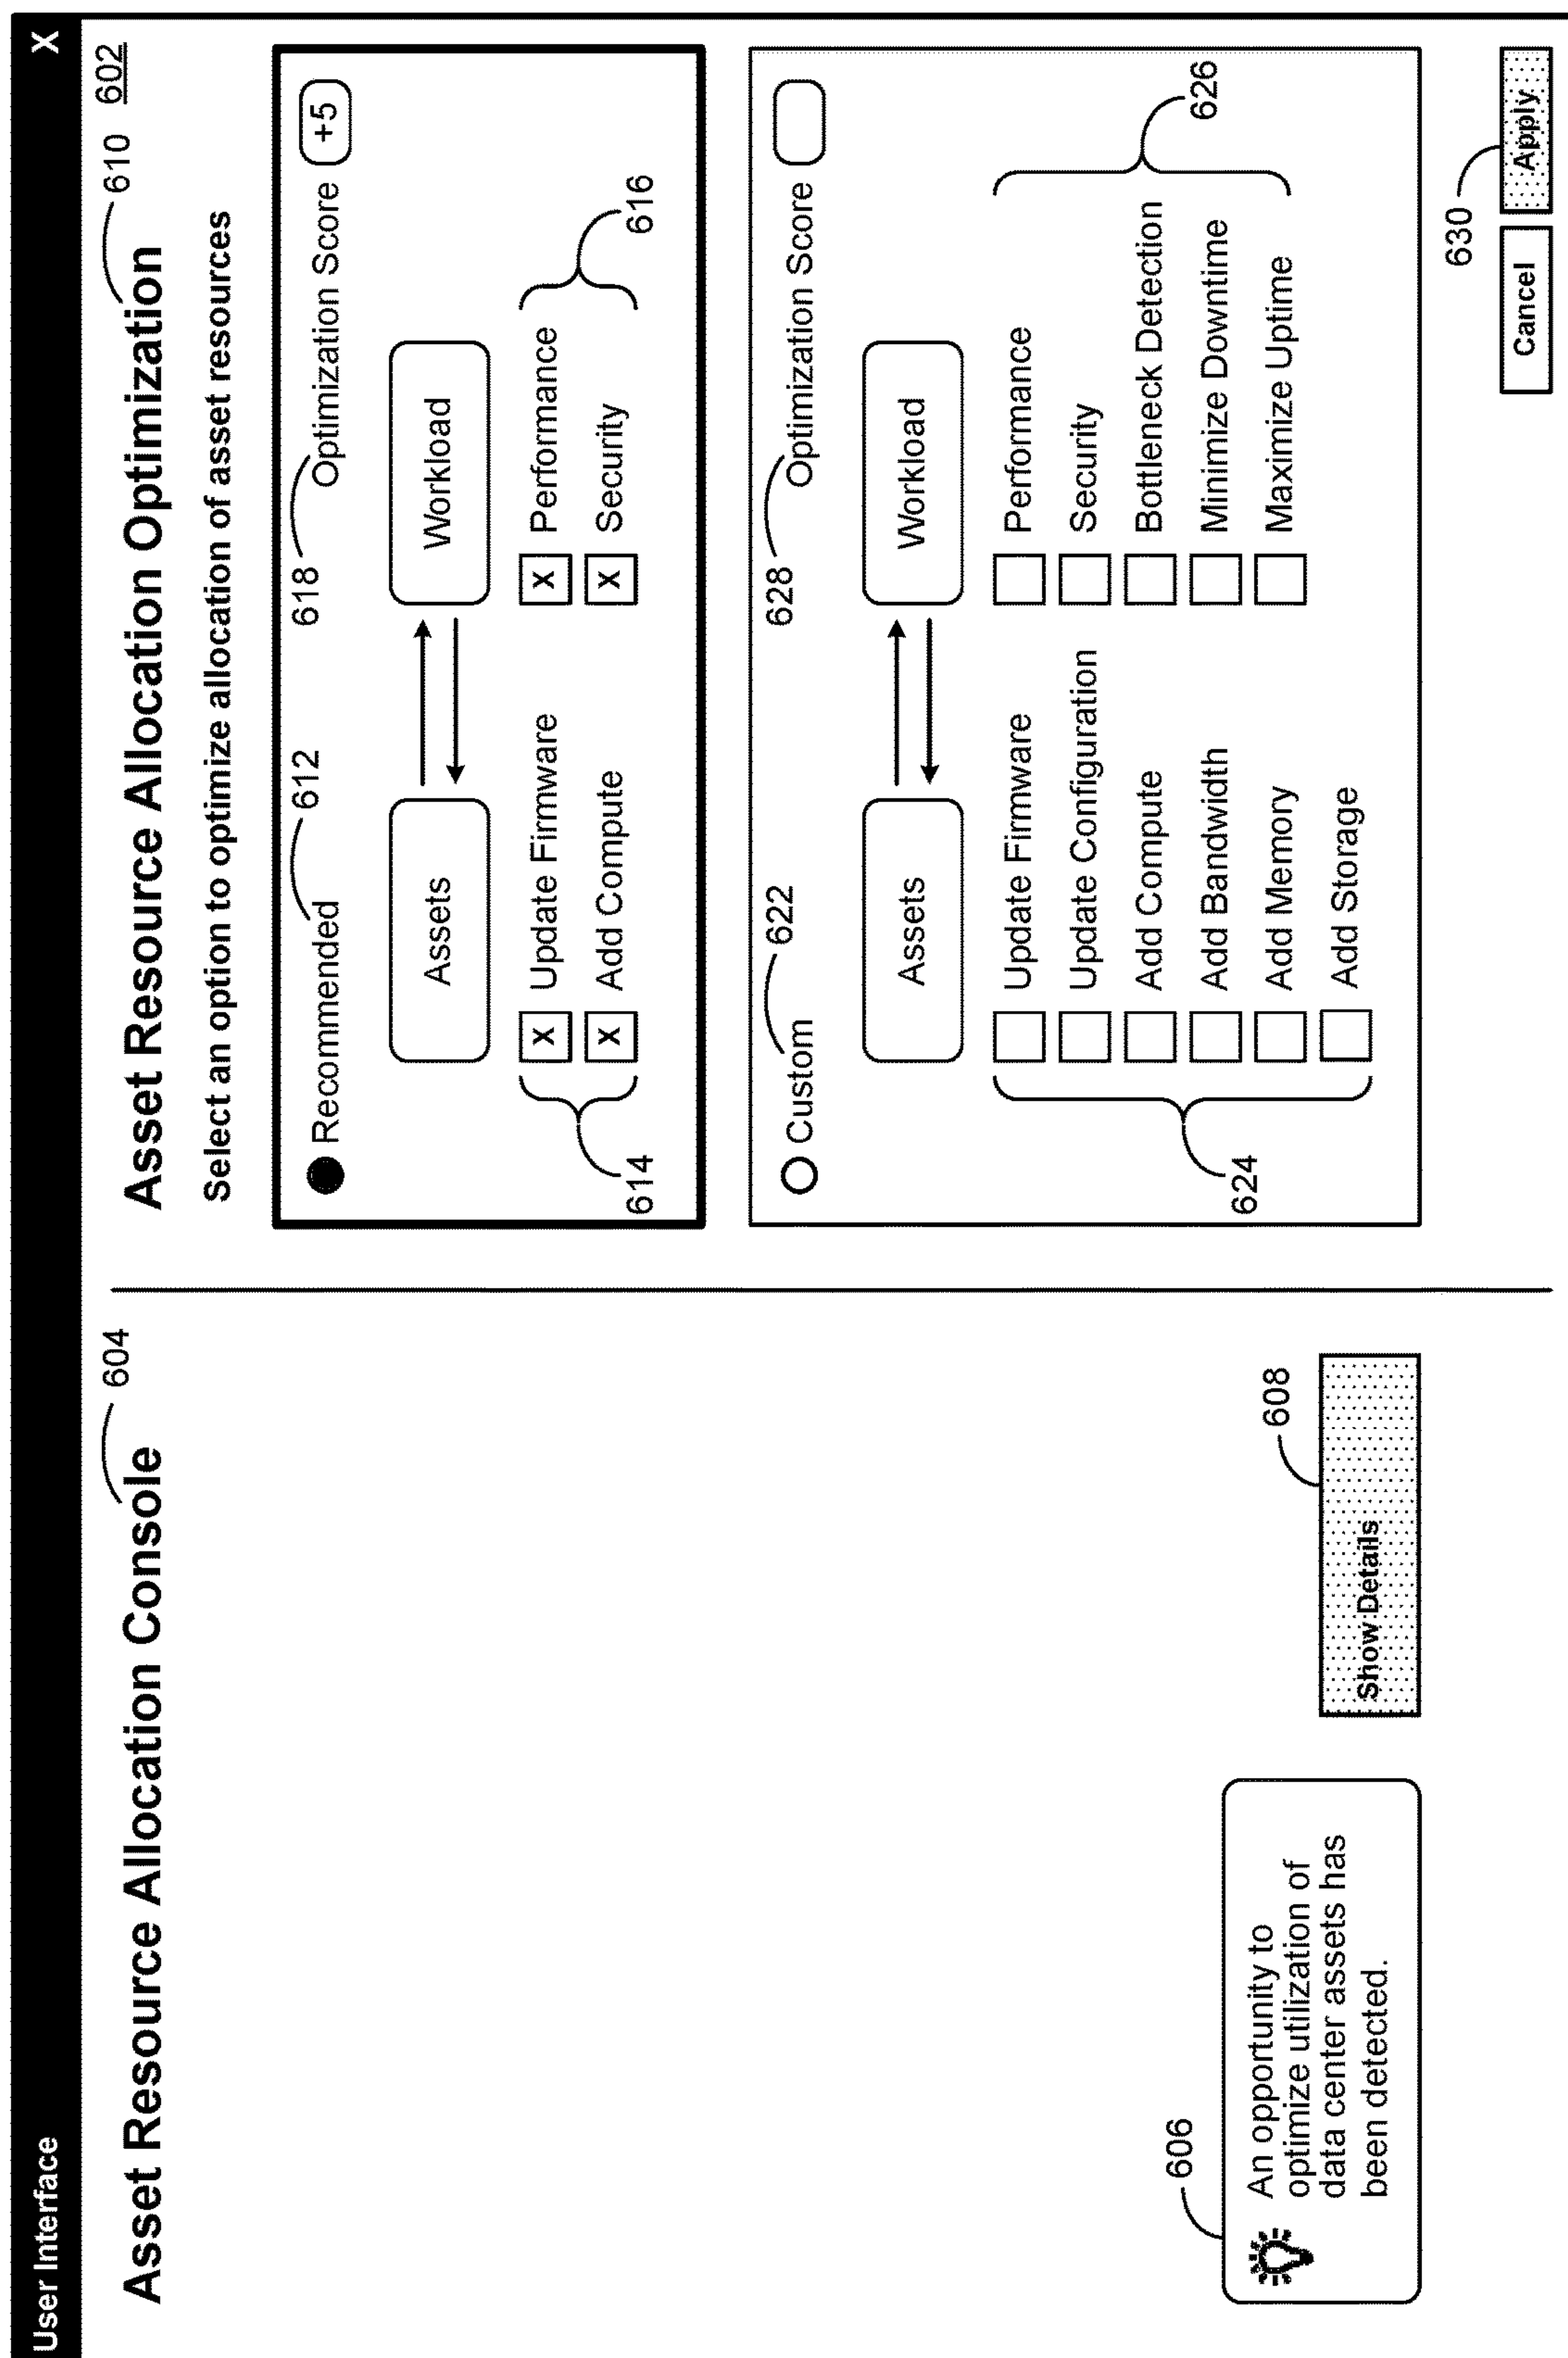 User Interface X
602
Asset Resource Allocation Console 604
606
An opportunity to
optimize utilization of
data center assets has
been detected.
608
Show Details
Asset Resource Allocation Optimization 610
Select an option to optimize allocation of asset resources
Recommended 612 618 Optimization Score +5
Assets Workload
X Update Firmware X Performance
X Add Compute X Security
614 616
Custom 622 628 Optimization Score
Assets Workload
Update Firmware Performance
Update Configuration Security
Add Compute Bottleneck Detection
Add Bandwidth Minimize Downtime
Add Memory Maximize Uptime
Add Storage
624 626
630
Cancel Apply